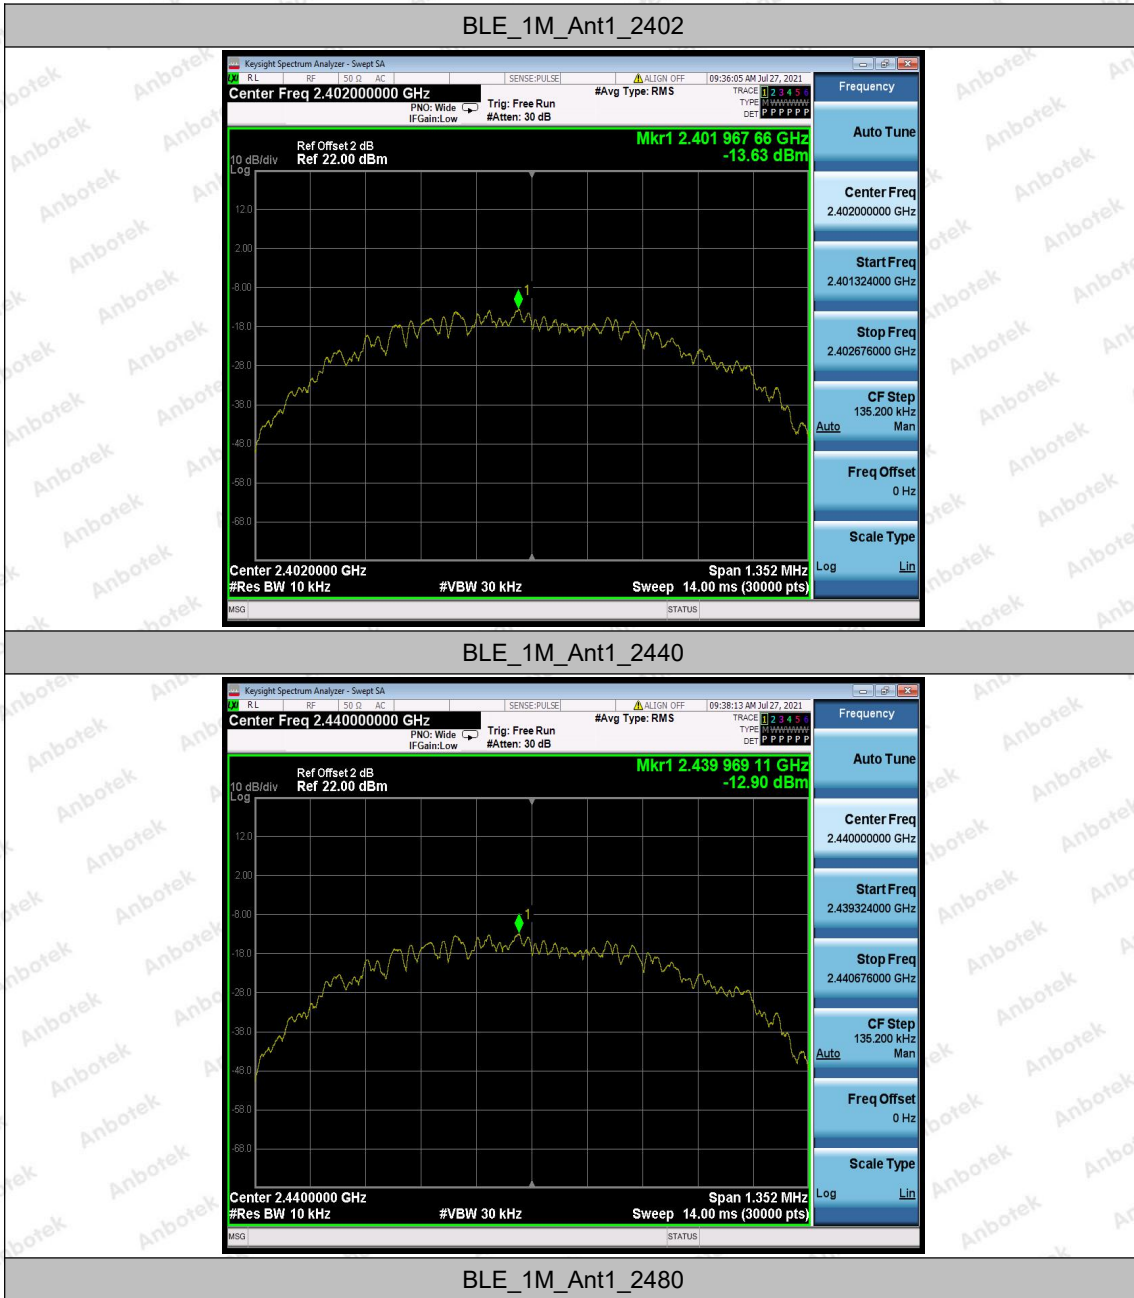 BLE_1M_Ant1_2402
Keysight Spectrum Analyzer - Swept SA
RL RF 50 Ω AC SENSE:PULSE ALIGN OFF 09:36:05 AM Jul 27, 2021
Center Freq 2.402000000 GHz #Avg Type: RMS TRACE 1 2 3 4 5 6
PNO: Wide Trig: Free Run TYPE M WWWWW
IFGain:Low #Atten: 30 dB DET P P P P P P
Frequency
Auto Tune
Mkr1 2.401 967 66 GHz
-13.63 dBm
Ref Offset 2 dB
10 dB/div Ref 22.00 dBm
Log
12.0
2.00
-8.00
1
-18.0
-28.0
-38.0
-48.0
-58.0
-68.0
Center Freq
2.402000000 GHz
Start Freq
2.401324000 GHz
Stop Freq
2.402676000 GHz
CF Step
135.200 kHz
Auto Man
Freq Offset
0 Hz
Scale Type
Log Lin
Center 2.4020000 GHz Span 1.352 MHz
#Res BW 10 kHz #VBW 30 kHz Sweep 14.00 ms (30000 pts)
MSG STATUS
BLE_1M_Ant1_2440
Keysight Spectrum Analyzer - Swept SA
RL RF 50 Ω AC SENSE:PULSE ALIGN OFF 09:38:13 AM Jul 27, 2021
Center Freq 2.440000000 GHz #Avg Type: RMS TRACE 1 2 3 4 5 6
PNO: Wide Trig: Free Run TYPE M WWWWW
IFGain:Low #Atten: 30 dB DET P P P P P P
Frequency
Auto Tune
Mkr1 2.439 969 11 GHz
-12.90 dBm
Ref Offset 2 dB
10 dB/div Ref 22.00 dBm
Log
12.0
2.00
-8.00
1
-18.0
-28.0
-38.0
-48.0
-58.0
-68.0
Center Freq
2.440000000 GHz
Start Freq
2.439324000 GHz
Stop Freq
2.440676000 GHz
CF Step
135.200 kHz
Auto Man
Freq Offset
0 Hz
Scale Type
Log Lin
Center 2.4400000 GHz Span 1.352 MHz
#Res BW 10 kHz #VBW 30 kHz Sweep 14.00 ms (30000 pts)
MSG STATUS
BLE_1M_Ant1_2480
Anbotek